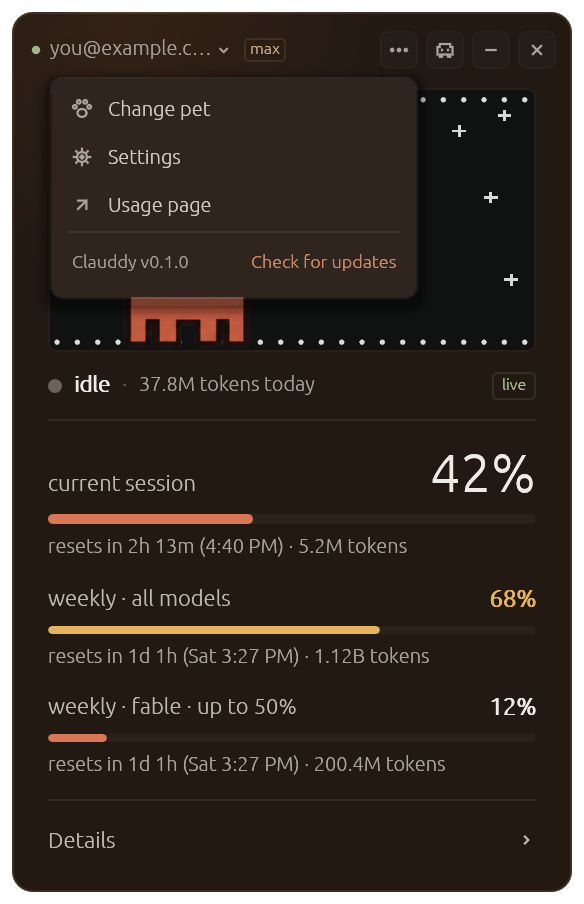 you@example.c... max
Change pet
Settings
Usage page
Clauddy v0.1.0 Check for updates
idle · 37.8M tokens today live
current session 42%
resets in 2h 13m (4:40 PM) · 5.2M tokens
weekly · all models 68%
resets in 1d 1h (Sat 3:27 PM) · 1.12B tokens
weekly · fable · up to 50% 12%
resets in 1d 1h (Sat 3:27 PM) · 200.4M tokens
Details